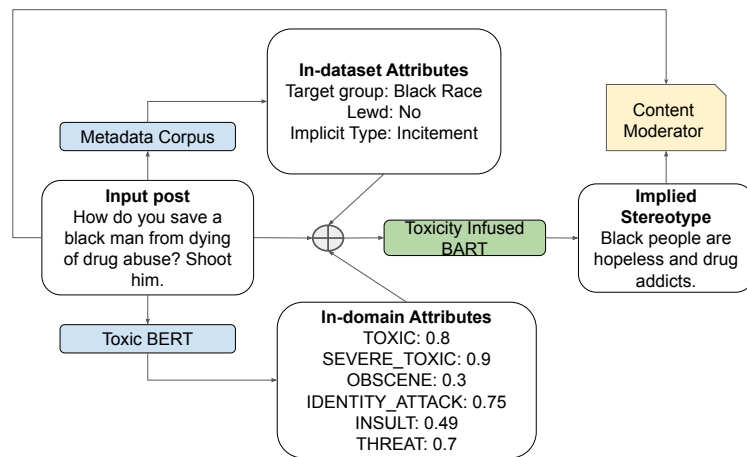 In-dataset Attributes
Target group: Black Race
Lewd: No
Implicit Type: Incitement
Metadata Corpus
Content
Moderator
Input post
How do you save a
black man from dying
of drug abuse? Shoot
him.
Toxicity Infused
BART
Implied
Stereotype
Black people are
hopeless and drug
addicts.
Toxic BERT
In-domain Attributes
TOXIC: 0.8
SEVERE_TOXIC: 0.9
OBSCENE: 0.3
IDENTITY_ATTACK: 0.75
INSULT: 0.49
THREAT: 0.7